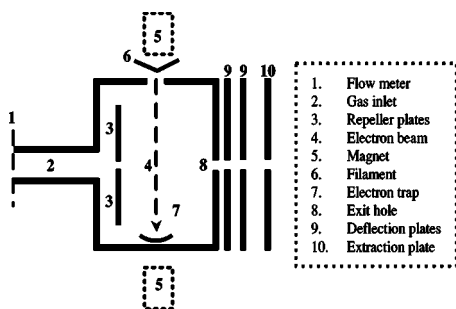 5
6
9 9 10
1
3
2
4
8
3
7
5
1. Flow meter
2. Gas inlet
3. Repeller plates
4. Electron beam
5. Magnet
6. Filament
7. Electron trap
8. Exit hole
9. Deflection plates
10. Extraction plate